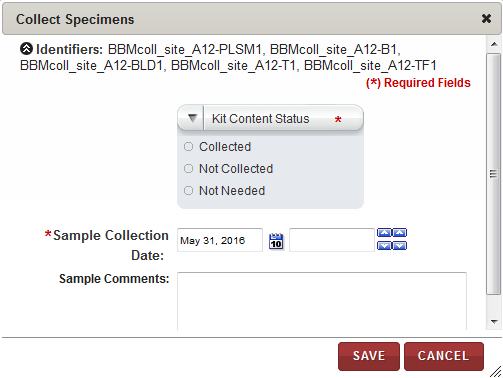 Collect Specimens
Identifiers: BBMcoll_site_A12-PLSM1, BBMcoll_site_A12-B1,
BBMcoll_site_A12-BLD1, BBMcoll_site_A12-T1, BBMcoll_site_A12-TF1
(*) Required Fields
Kit Content Status *
Collected
Not Collected
Not Needed
*Sample Collection
Date:
May 31, 2016
10
Sample Comments:
SAVE
CANCEL